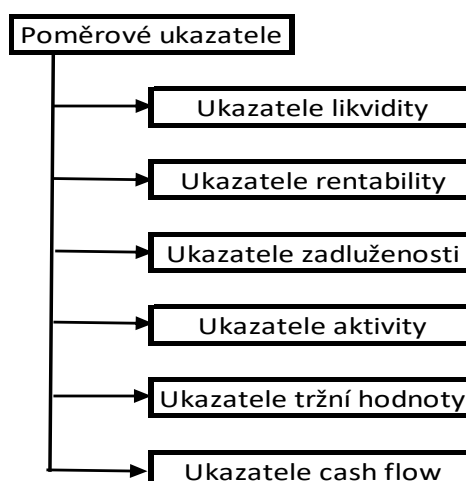 Poměrové ukazatele
Ukazatele likvidity
Ukazatele rentability
Ukazatele zadluženosti
Ukazatele aktivity
Ukazatele tržní hodnoty
Ukazatele cash flow